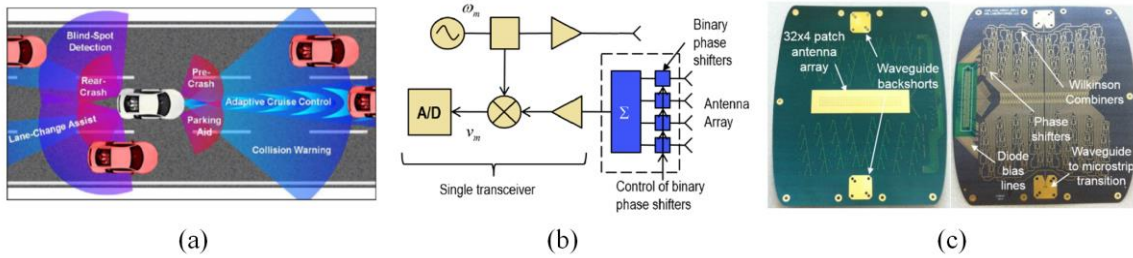 Blind-Spot
Detection
Rear-
Crash
Pre-
Crash
Adaptive Cruise Control
Lane-Change Assist
Parking
Aid
Collision Warning
(a)
ω_m
Binary
phase
shifters
Σ
A/D
v_m
Antenna
Array
Single transceiver
Control of binary
phase shifters
(b)
32x4 patch
antenna
array
Waveguide
backshorts
Wilkinson
Combiners
Phase
shifters
Diode
bias
lines
Waveguide
to microstrip
transition
(c)